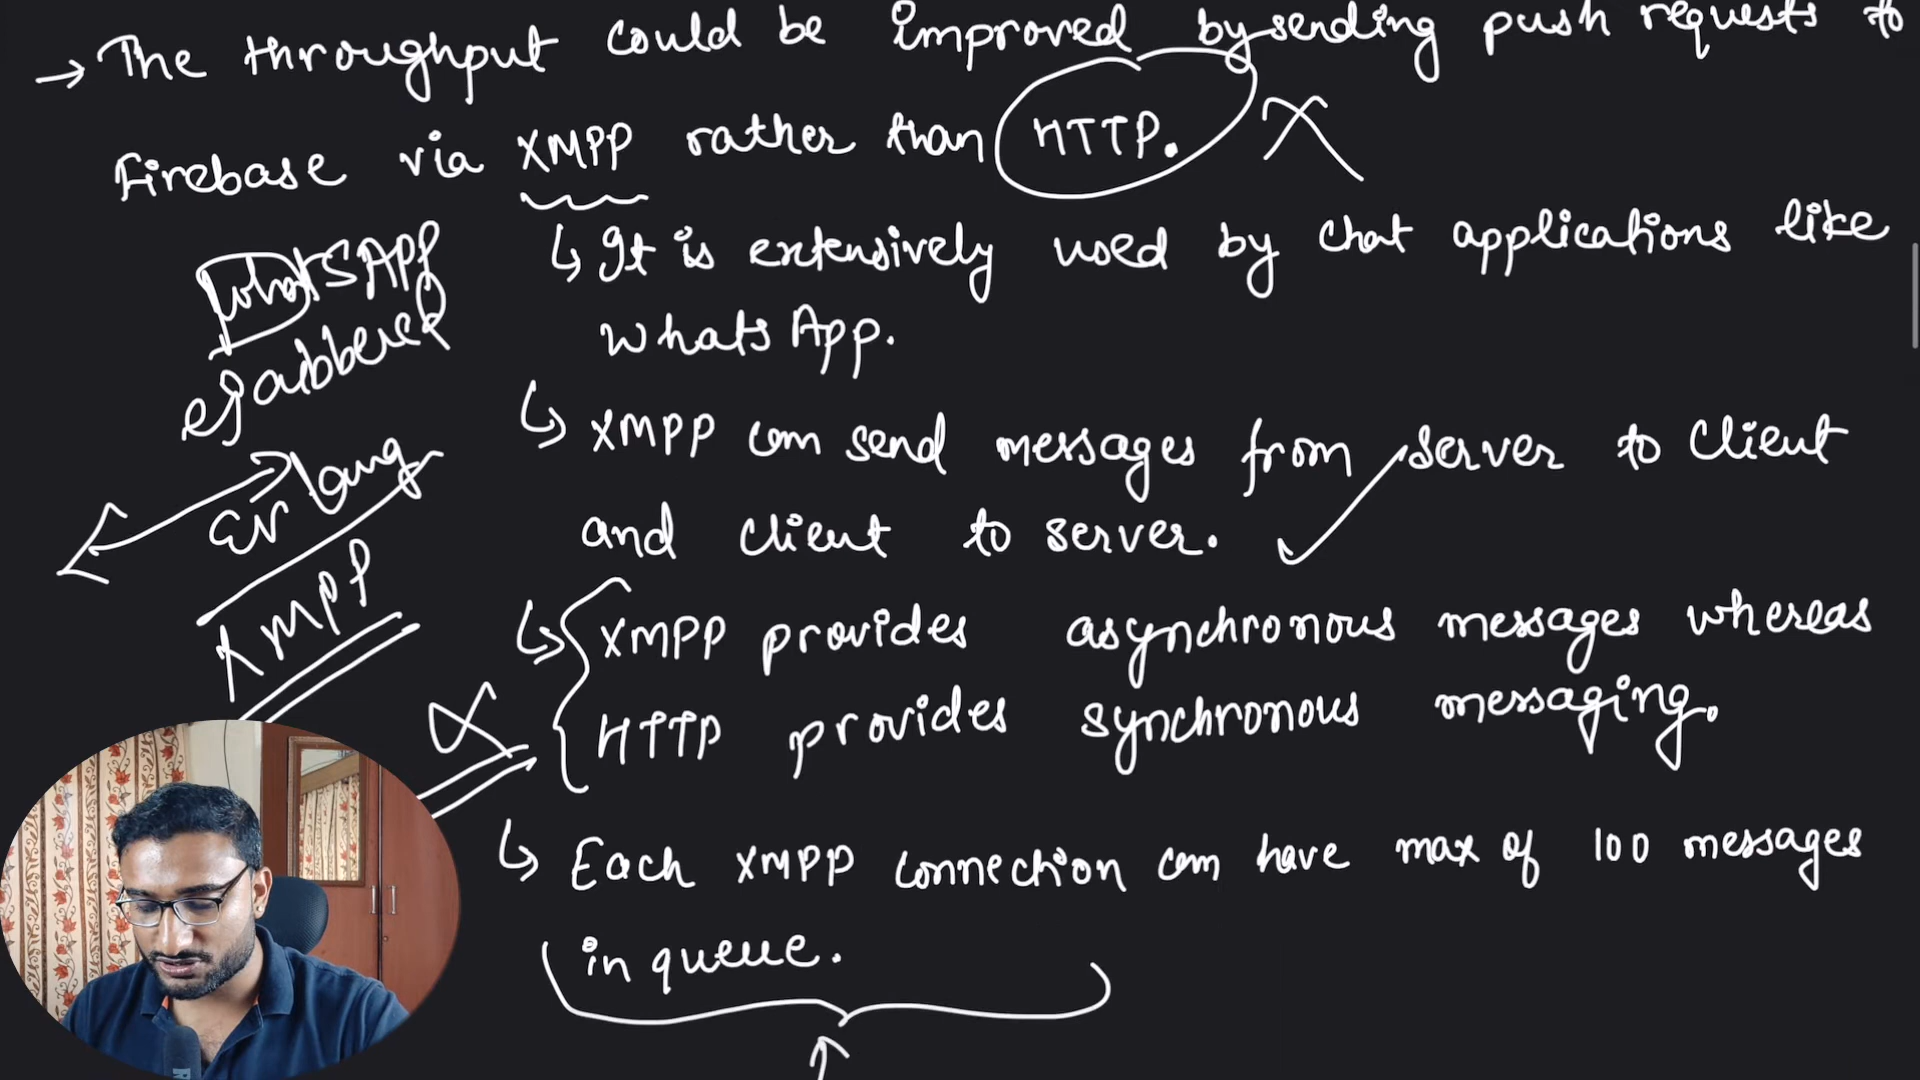 → The throughput could be improved by sending push requests to
Firebase via XMPP rather than HTTP.
↳ It is extensively used by chat applications like
WhatsApp.
↳ XMPP can send messages from server to client
and client to server.
↳ XMPP provides asynchronous messages whereas
HTTP provides synchronous messaging.
↳ Each XMPP connection can have max of 100 messages
in queue.
WhatsApp
Erlang
XMPP